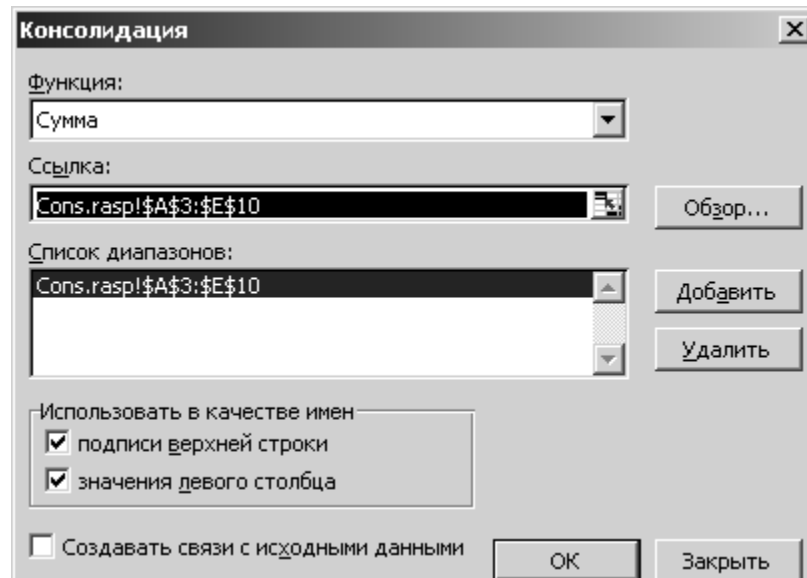 Консолидация
Функция:
Сумма
Ссылка:
Cons.rasp!$A$3:$E$10
Обзор...
Список диапазонов:
Cons.rasp!$A$3:$E$10
Добавить
Удалить
Использовать в качестве имен
подписи верхней строки
значения левого столбца
Создавать связи с исходными данными
ОК
Закрыть